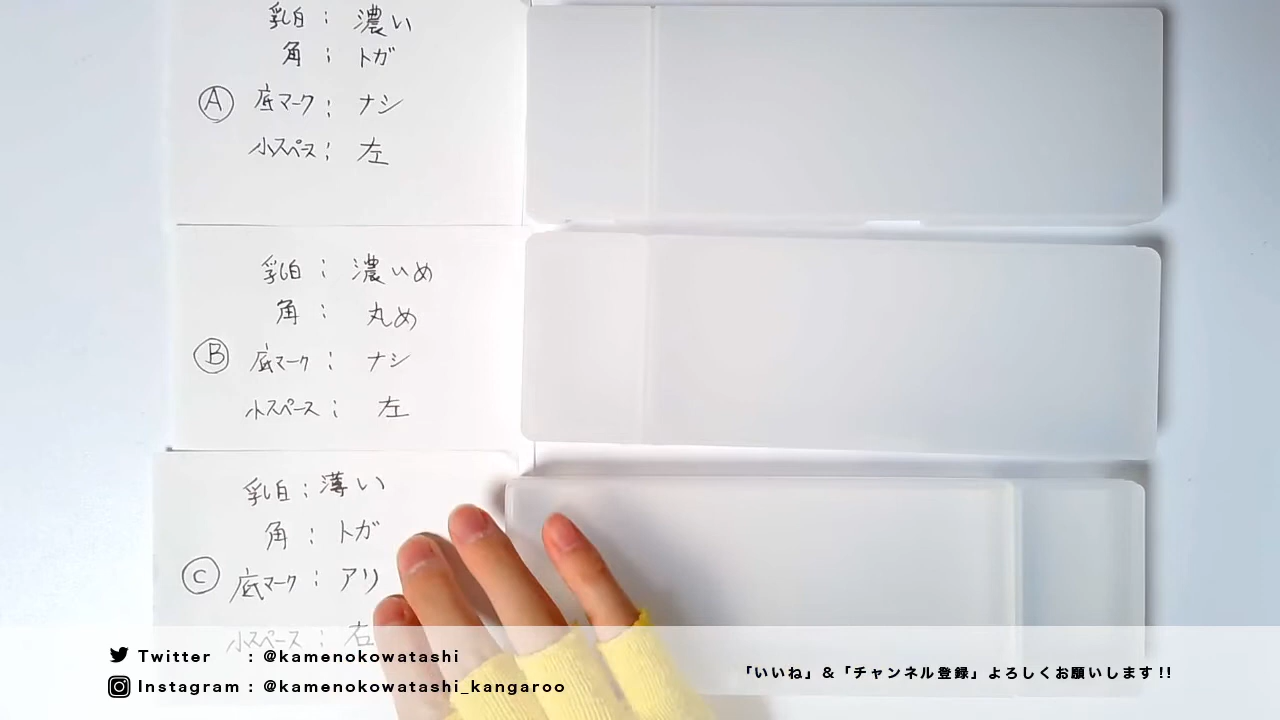 乳白： 濃い
角： トガ
Ⓐ 底マーク： ナシ
小スペース： 左
乳白： 濃いめ
角： 丸め
Ⓑ 底マーク： ナシ
小スペース： 左
乳白：薄い
角： トガ
Ⓒ 底マーク： アリ
小スペース： 右
Twitter : @kamenokowatashi
Instagram : @kamenokowatashi_kangaroo
「いいね」＆「チャンネル登録」よろしくお願いします!!